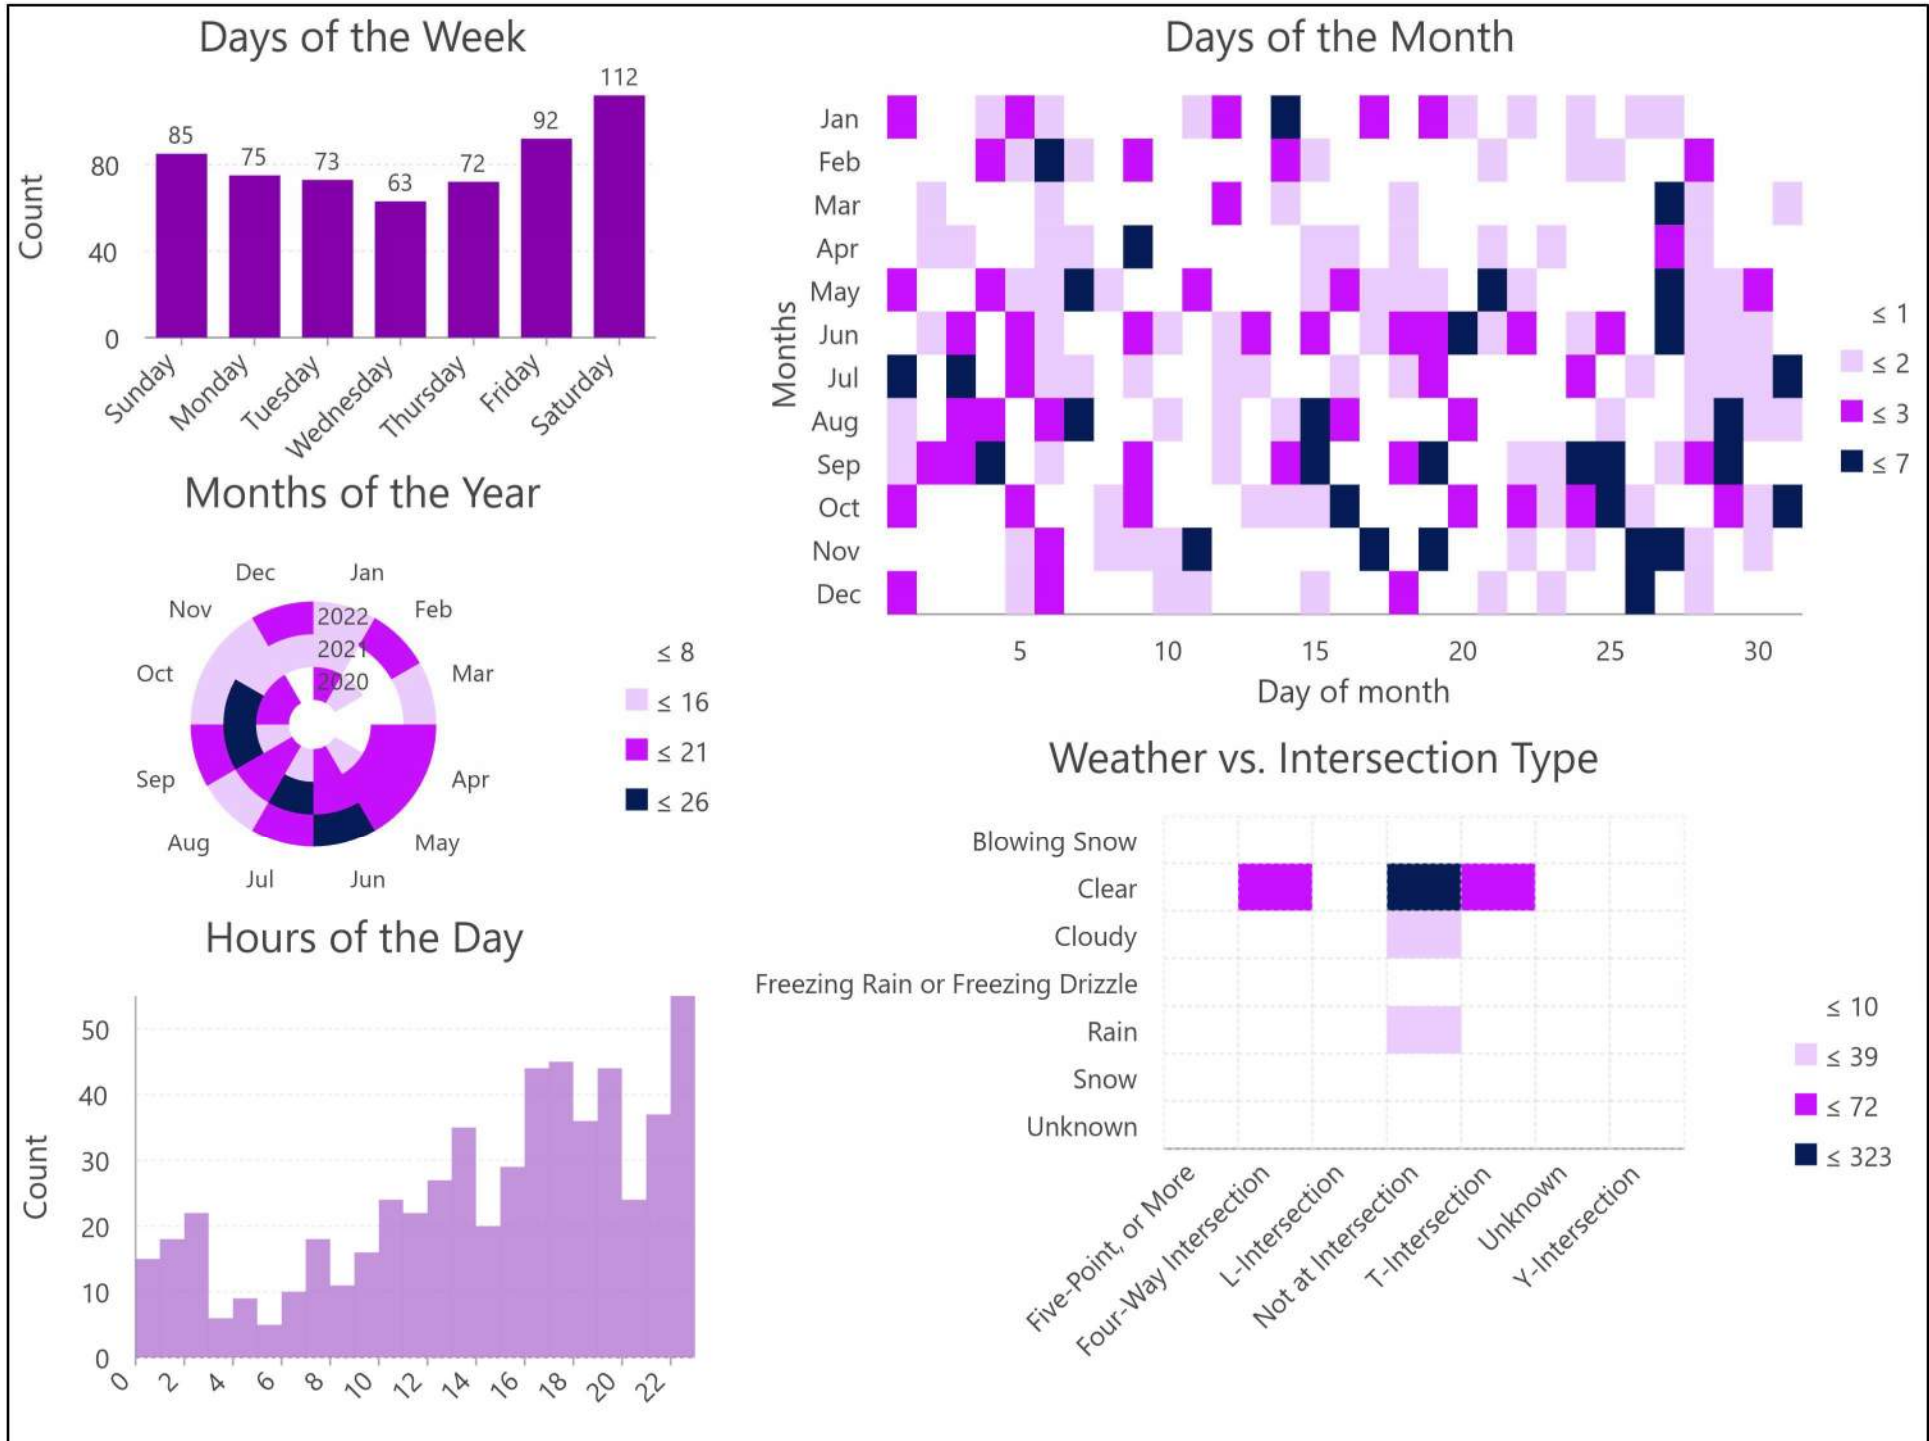 Days of the Week
Count
80
40
0
85
75
73
63
72
92
112
Sunday
Monday
Tuesday
Wednesday
Thursday
Friday
Saturday
Months of the Year
Dec
Jan
Nov
Feb
Oct
Mar
Sep
Apr
Aug
May
Jul
Jun
2022
2021
2020
≤ 8
≤ 16
≤ 21
≤ 26
Hours of the Day
Count
50
40
30
20
10
0
0
2
4
6
8
10
12
14
16
18
20
22
Days of the Month
Months
Jan
Feb
Mar
Apr
May
Jun
Jul
Aug
Sep
Oct
Nov
Dec
5
10
15
20
25
30
Day of month
≤ 1
≤ 2
≤ 3
≤ 7
Weather vs. Intersection Type
Blowing Snow
Clear
Cloudy
Freezing Rain or Freezing Drizzle
Rain
Snow
Unknown
Five-Point, or More
Four-Way Intersection
L-Intersection
Not at Intersection
T-Intersection
Unknown
Y-Intersection
≤ 10
≤ 39
≤ 72
≤ 323